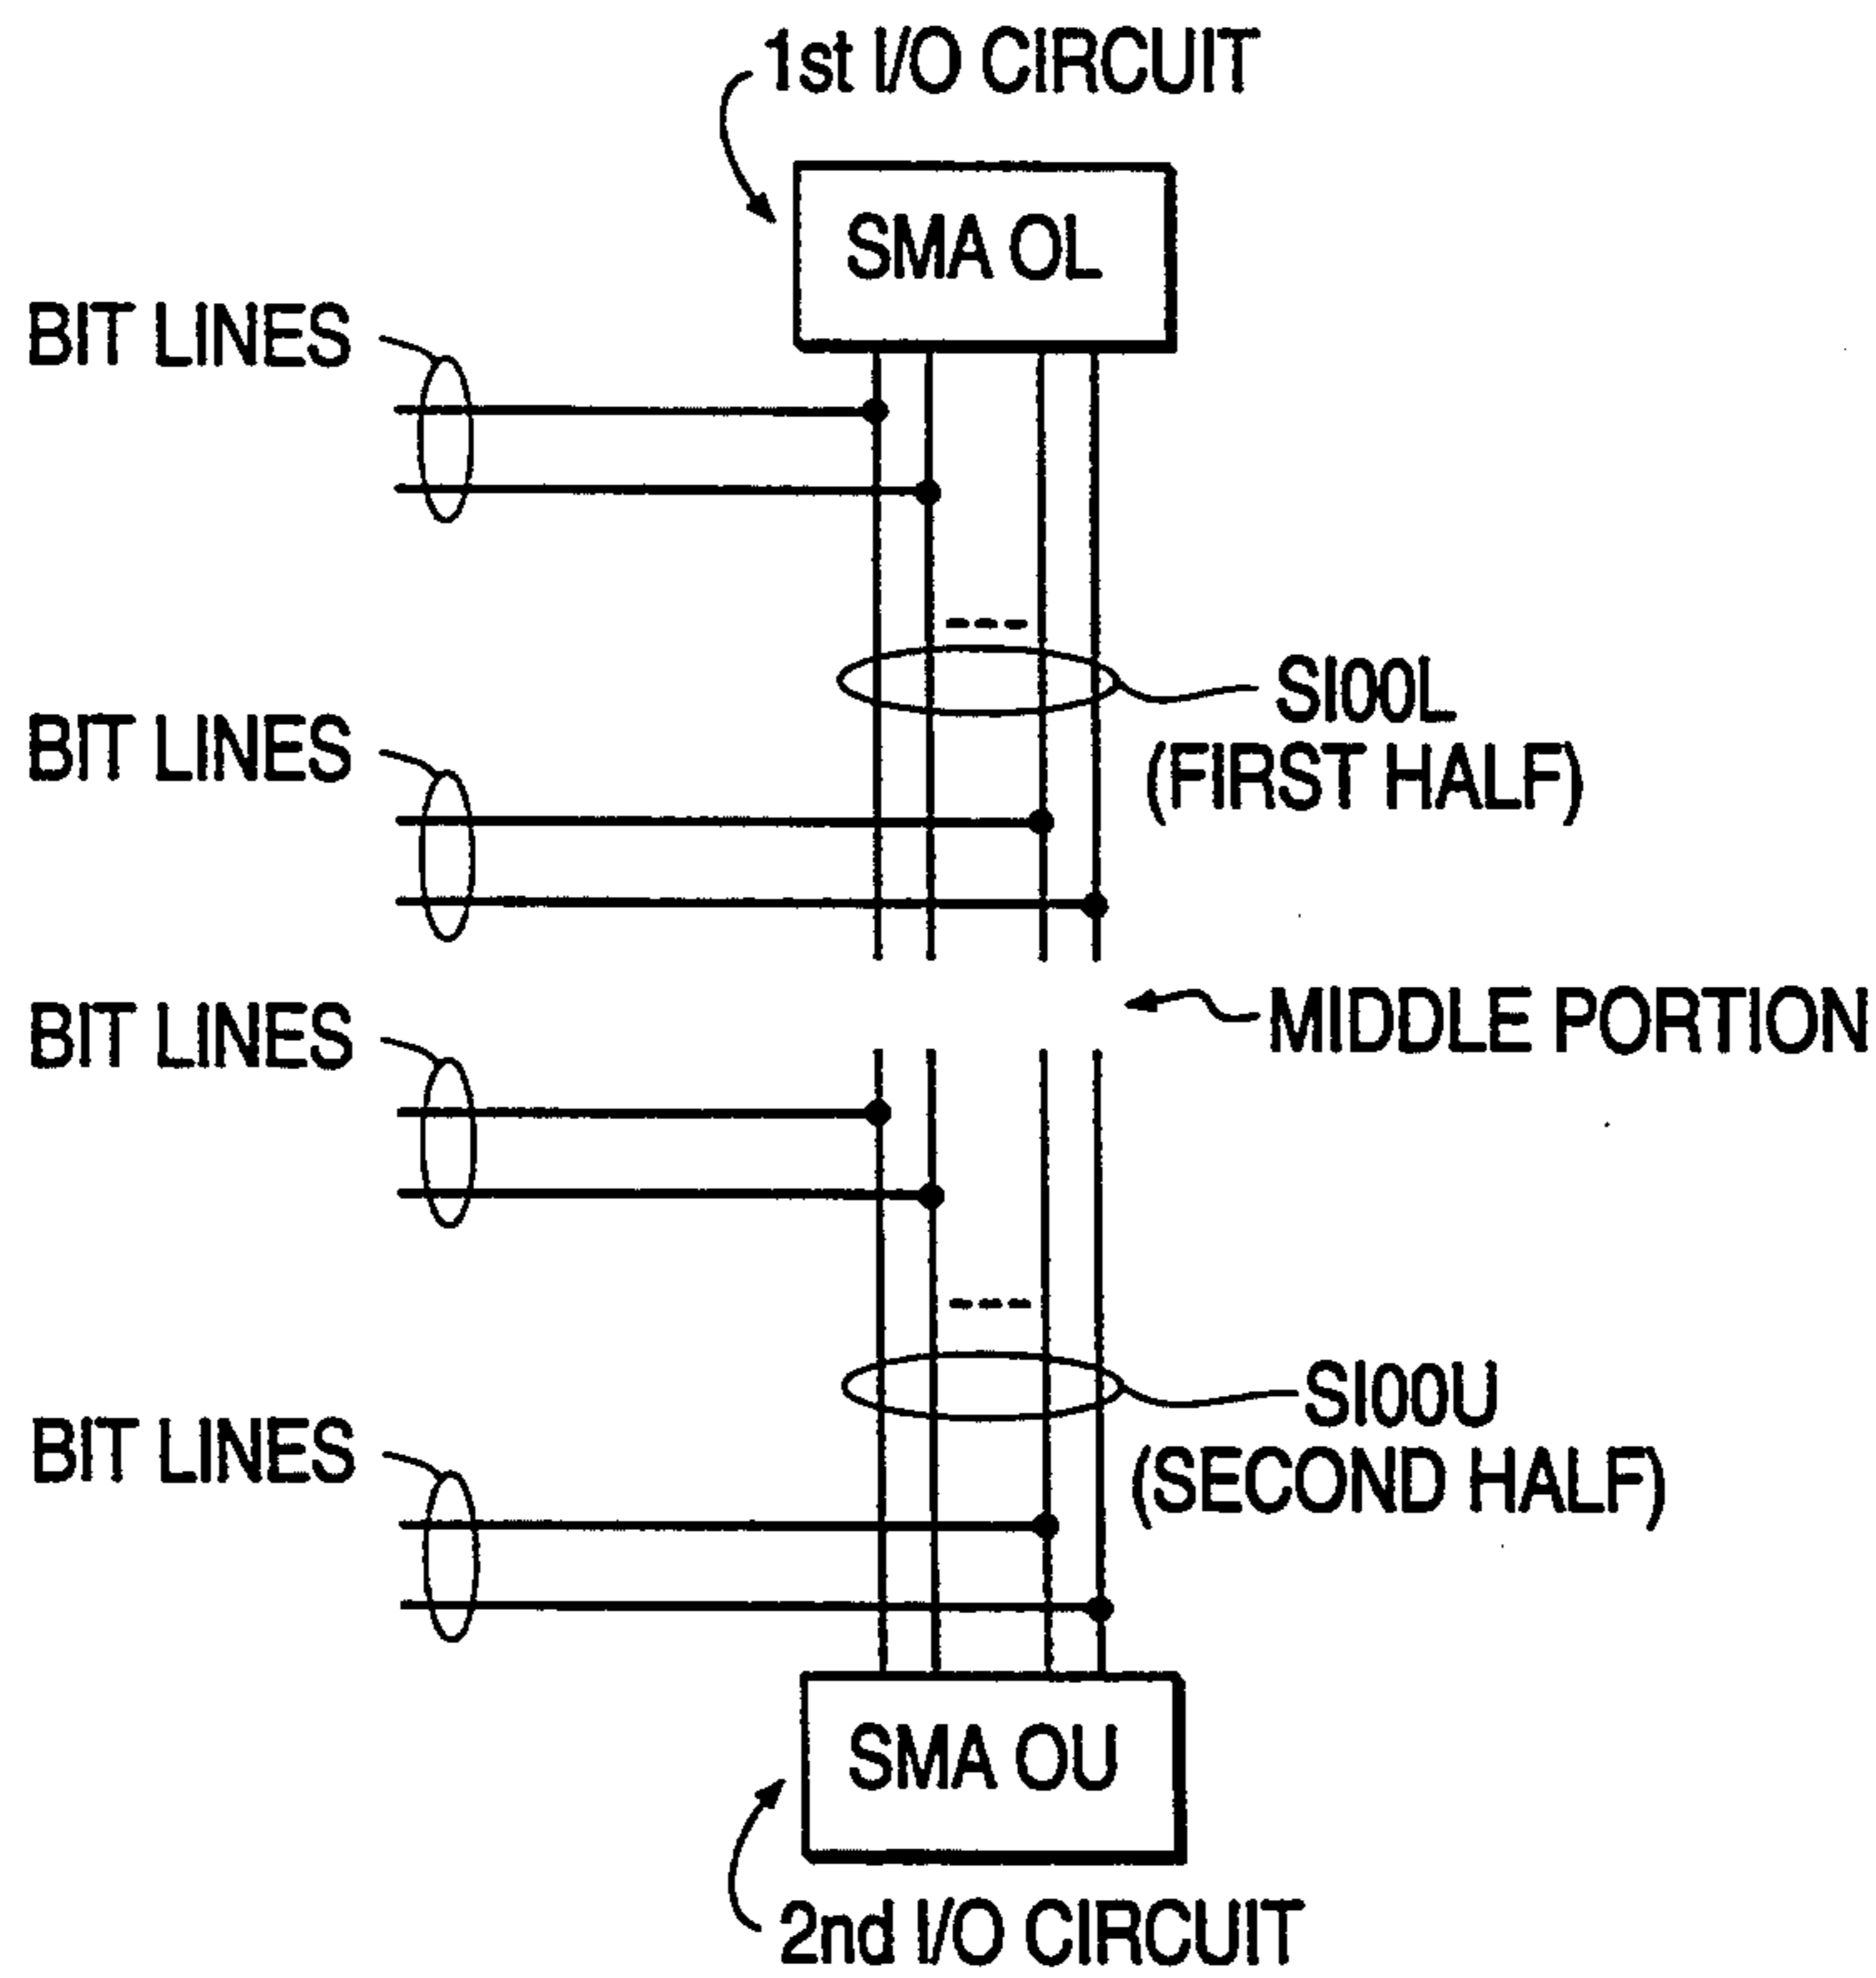 1st I/O CIRCUIT
SMA OL
BIT LINES
SI00L
(FIRST HALF)
BIT LINES
MIDDLE PORTION
BIT LINES
SI00U
(SECOND HALF)
BIT LINES
SMA OU
2nd I/O CIRCUIT